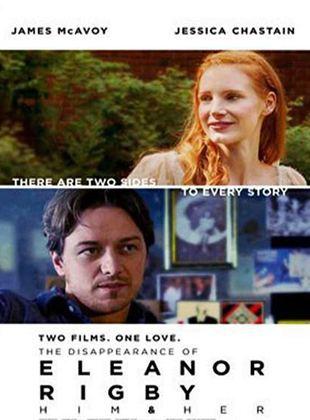 JAMES McAVOY JESSICA CHASTAIN
THERE ARE TWO SIDES
TO EVERY STORY
TWO FILMS. ONE LOVE.
THE DISAPPEARANCE OF
ELEANOR
RIGBY
HIM & HER